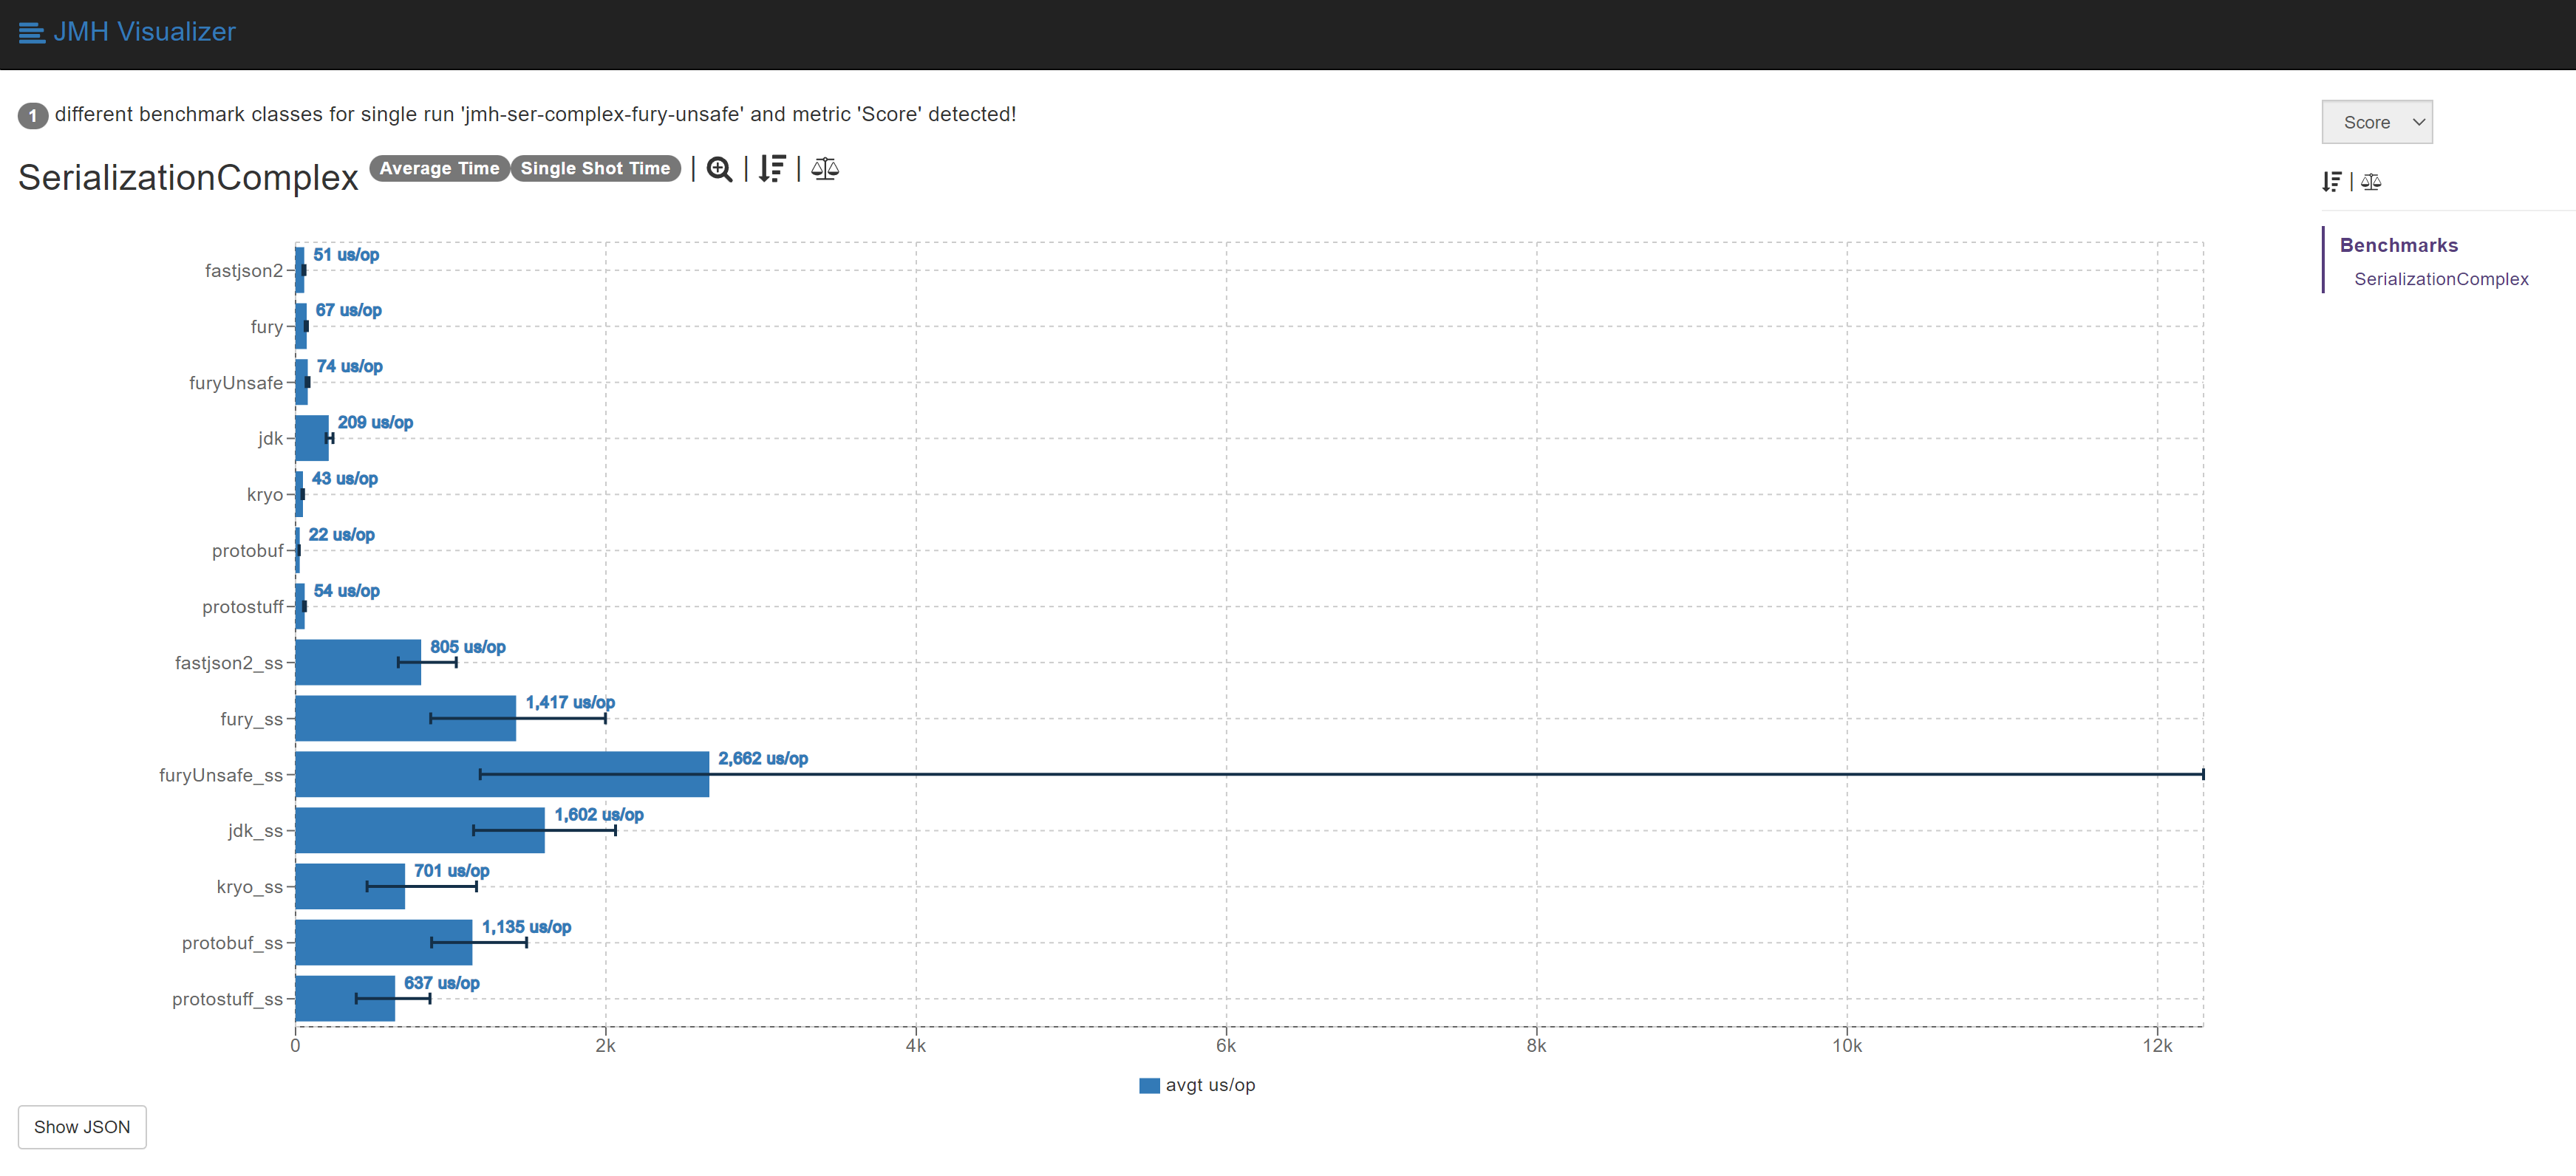 JMH Visualizer
1 different benchmark classes for single run 'jmh-ser-complex-fury-unsafe' and metric 'Score' detected!
SerializationComplex Average Time Single Shot Time | | |
fastjson2 51 us/op
fury 67 us/op
furyUnsafe 74 us/op
jdk 209 us/op
kryo 43 us/op
protobuf 22 us/op
protostuff 54 us/op
fastjson2_ss 805 us/op
fury_ss 1,417 us/op
furyUnsafe_ss 2,662 us/op
jdk_ss 1,602 us/op
kryo_ss 701 us/op
protobuf_ss 1,135 us/op
protostuff_ss 637 us/op
0 2k 4k 6k 8k 10k 12k
avgt us/op
Show JSON
Score
|
Benchmarks
SerializationComplex